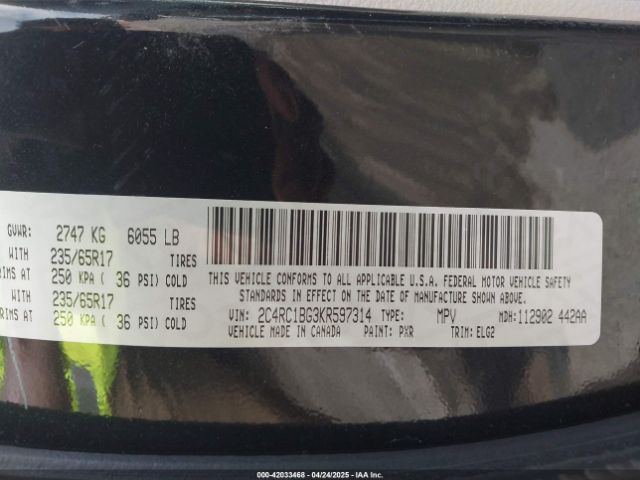 GVWR: 2747 KG 6055 LB
WITH 235/65R17 TIRES
RIMS AT 250 KPA ( 36 PSI) COLD
WITH 235/65R17 TIRES
RIMS AT 250 KPA ( 36 PSI) COLD
THIS VEHICLE CONFORMS TO ALL APPLICABLE U.S.A. FEDERAL MOTOR VEHICLE SAFETY
STANDARDS IN EFFECT ON THE DATE OF MANUFACTURE SHOWN ABOVE.
VIN: 2C4RC1BG3KR597314 TYPE: MPV MDH: 112902 442AA
VEHICLE MADE IN CANADA PAINT: PXR TRIM: ELG2
000-42033468 - 04/24/2025 - IAA Inc.